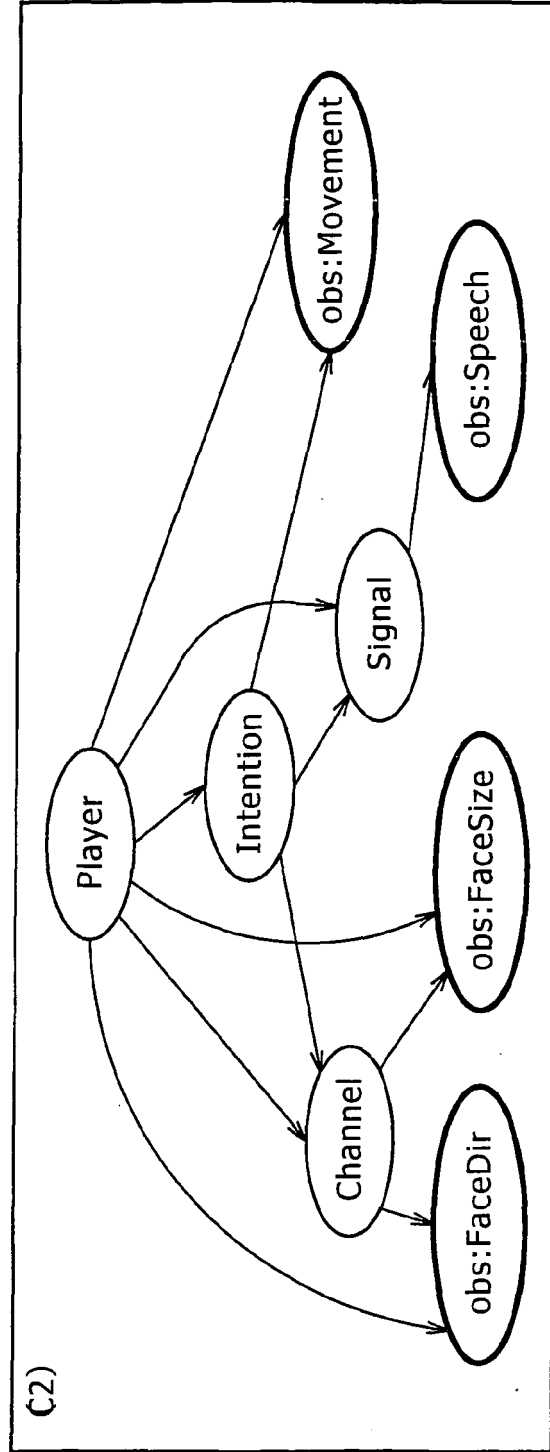 C2)
Player
Intention
obs:Movement
Channel
Signal
obs:FaceDir
obs:FaceSize
obs:Speech